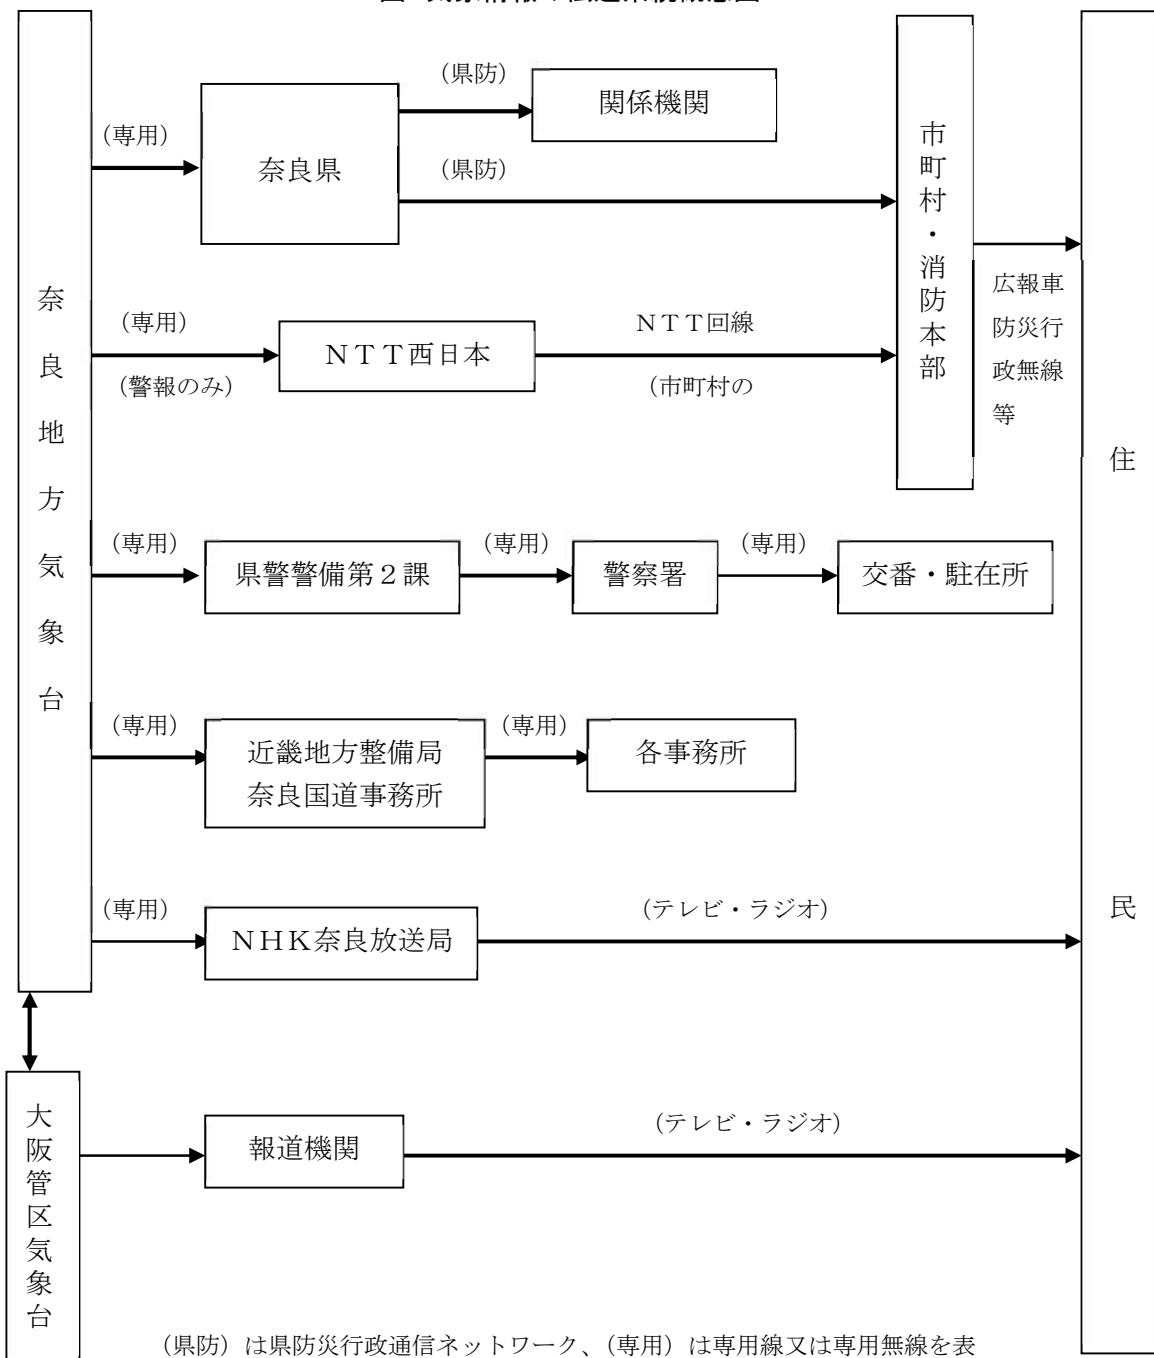 奈良地方気象台
(専用)
奈良県
(県防)
関係機関
(県防)
市町村・消防本部
広報車
防災行
政無線
等
住民
(専用)
(警報のみ)
NTT西日本
NTT回線
(市町村の
(専用)
県警警備第2課
(専用)
警察署
(専用)
交番・駐在所
(専用)
近畿地方整備局
奈良国道事務所
(専用)
各事務所
(専用)
NHK奈良放送局
(テレビ・ラジオ)
大阪管区気象台
報道機関
(テレビ・ラジオ)
(県防)は県防災行政通信ネットワーク、(専用)は専用線又は専用無線を表